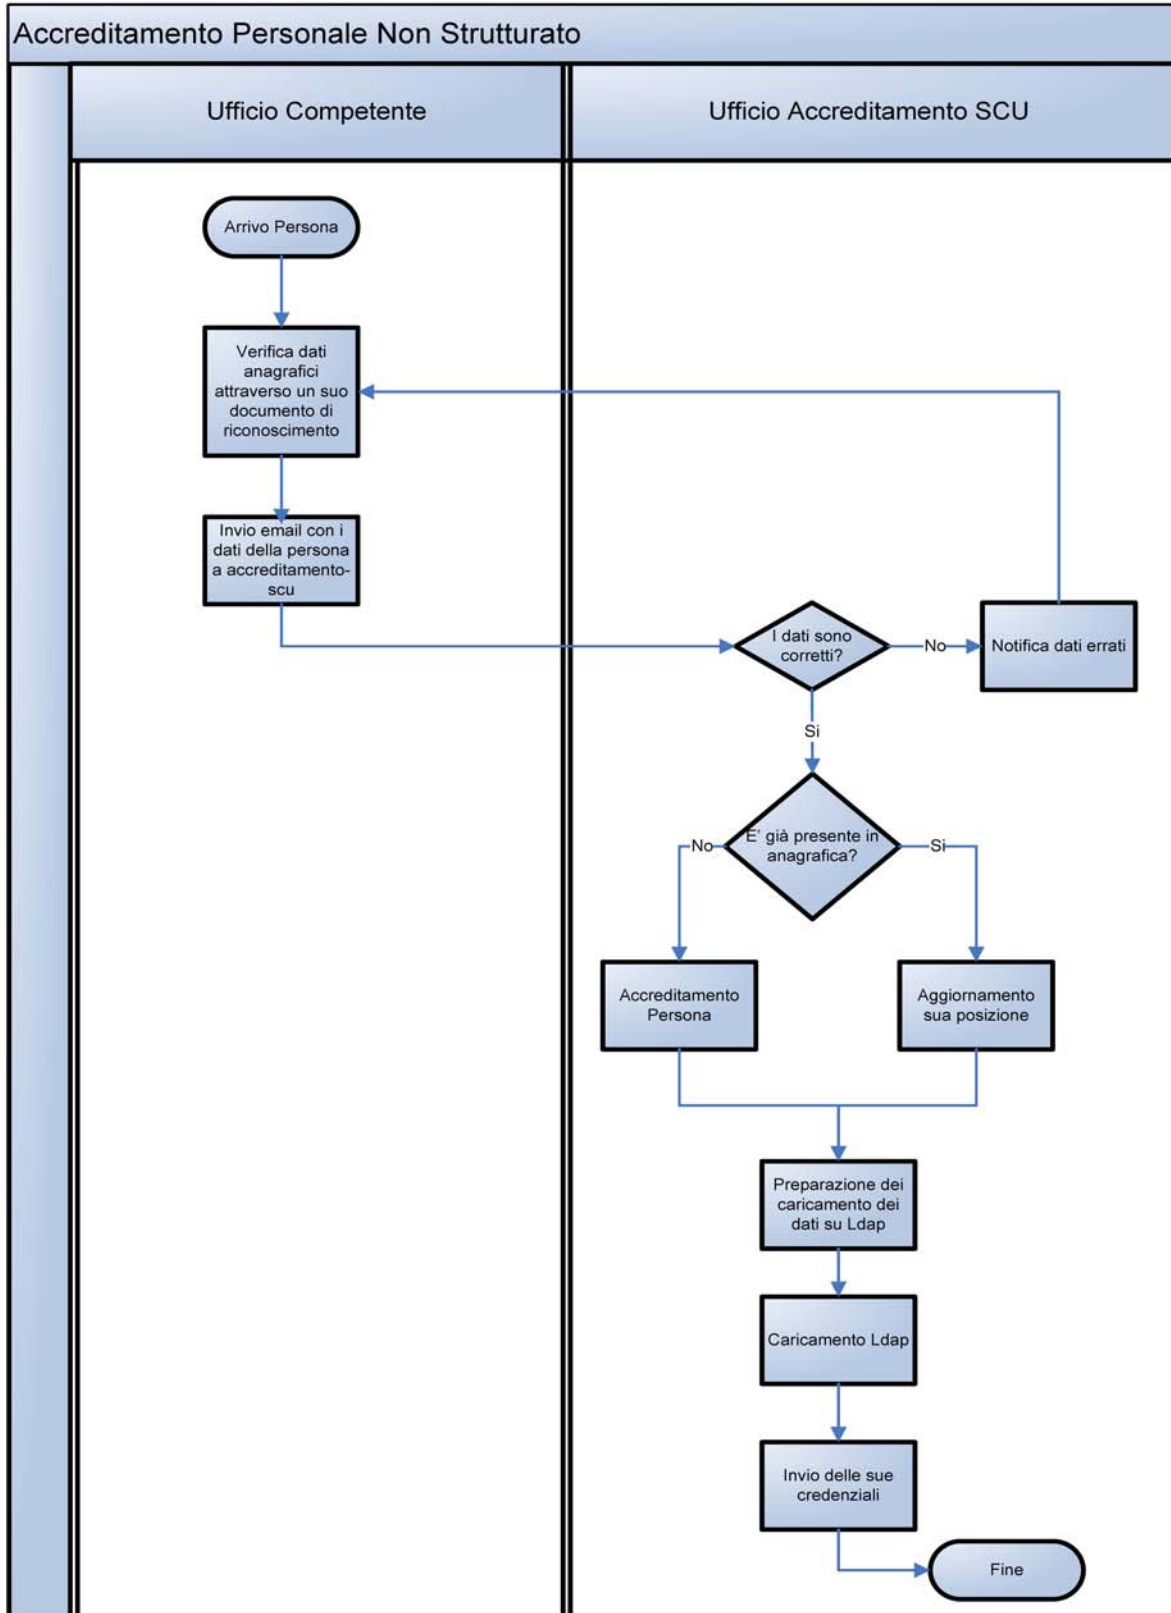 Accreditamento Personale Non Strutturato
Ufficio Competente
Ufficio Accreditamento SCU
Arrivo Persona
Verifica dati
anagrafici
attraverso un suo
documento di
riconoscimento
Invio email con i
dati della persona
a accreditamento-
scu
I dati sono
corretti?
No
Notifica dati errati
Si
E' già presente in
anagrafica?
No
Si
Accreditamento
Persona
Aggiornamento
sua posizione
Preparazione dei
caricamento dei
dati su Ldap
Caricamento Ldap
Invio delle sue
credenziali
Fine